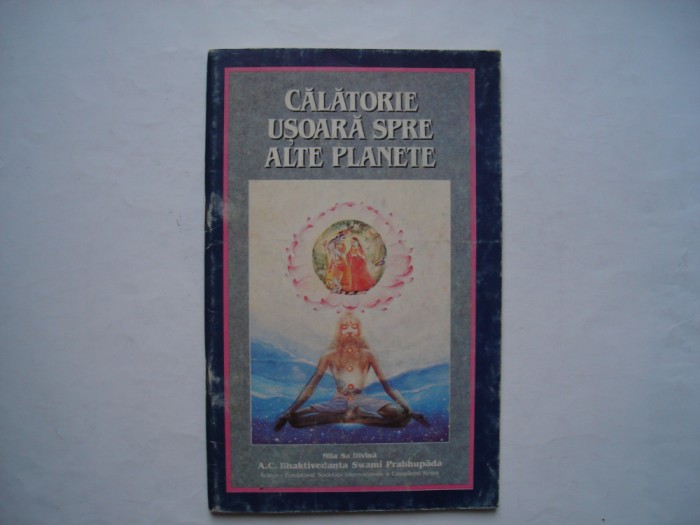 CĂLĂTORIE
UȘOARĂ SPRE
ALTE PLANETE
Mila Sa Divină
A.C. Bhaktivedanta Swami Prabhupāda